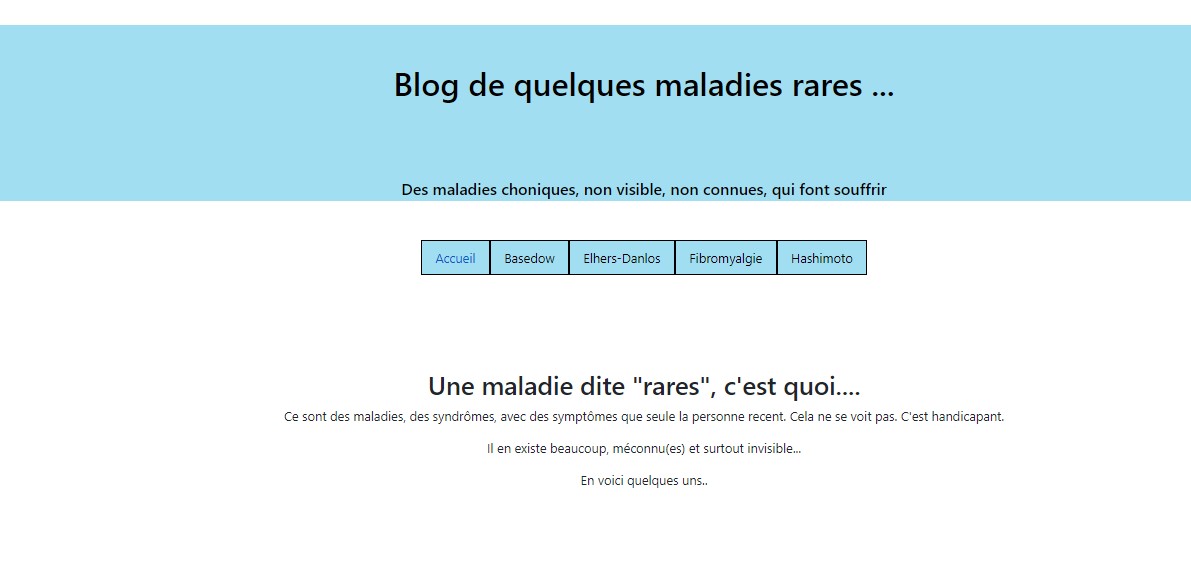 Blog de quelques maladies rares ...
Des maladies choniques, non visible, non connues, qui font souffrir
Accueil Basedow Elhers-Danlos Fibromyalgie Hashimoto
Une maladie dite "rares", c'est quoi....
Ce sont des maladies, des syndrômes, avec des symptômes que seule la personne recent. Cela ne se voit pas. C'est handicapant.
Il en existe beaucoup, méconnu(es) et surtout invisible...
En voici quelques uns..